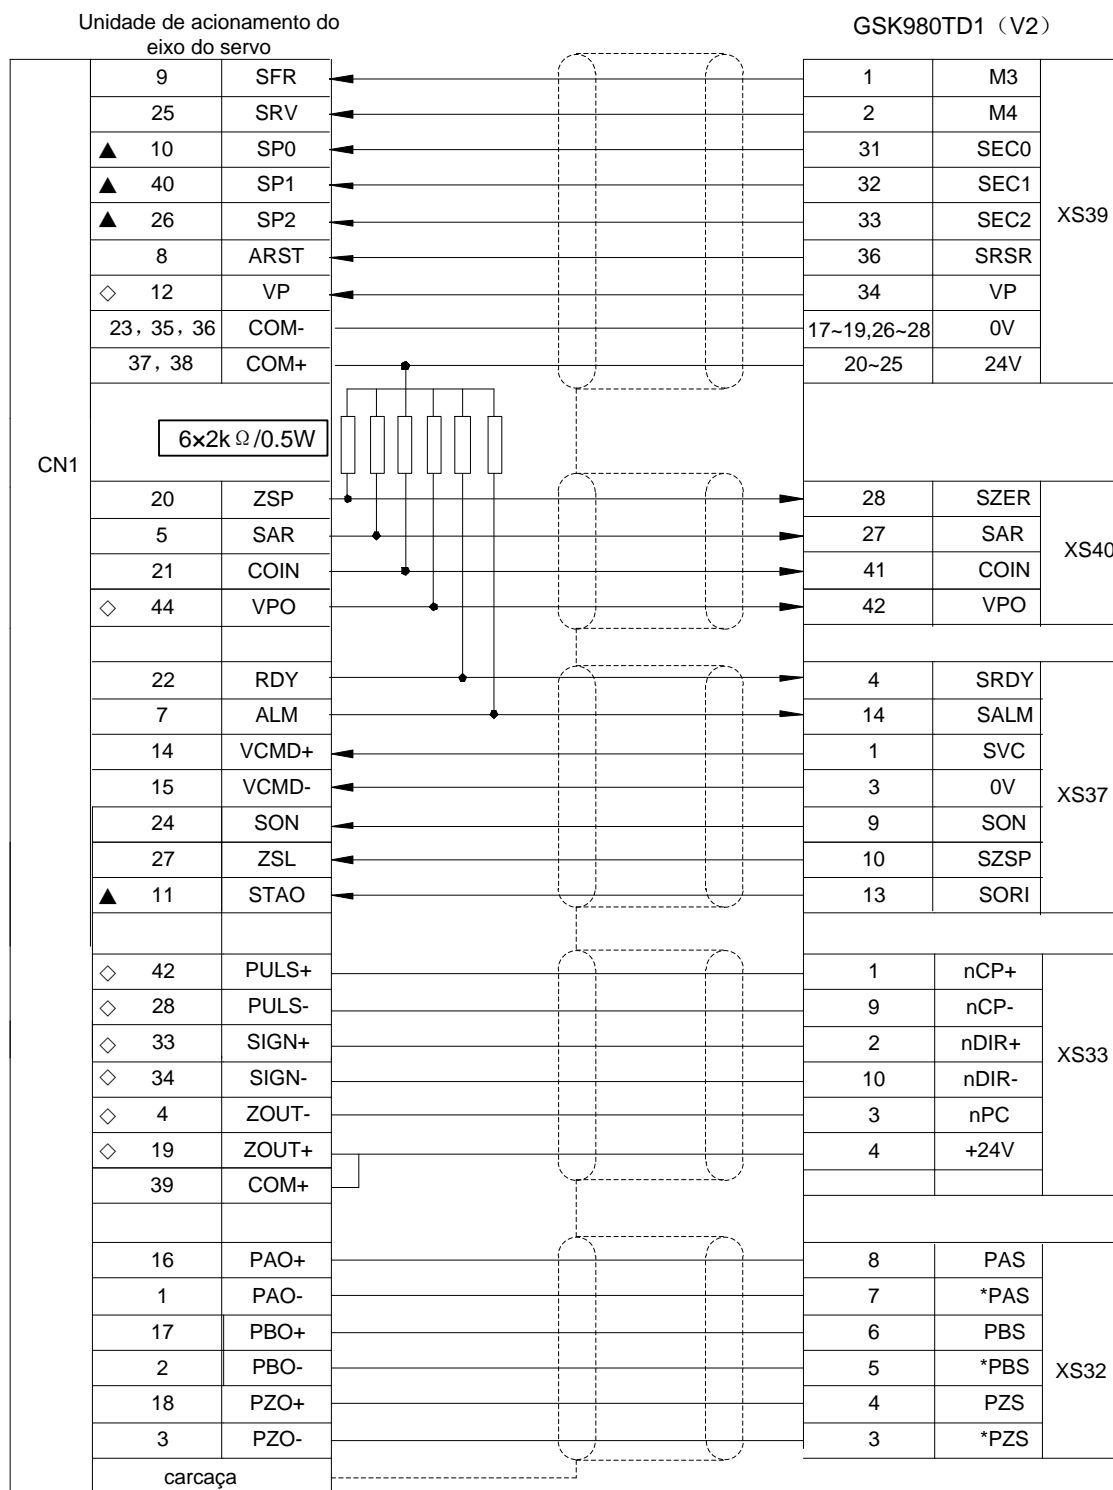 Unidade de acionamento do
eixo do servo
GSK980TD1 （V2）
9 SFR 1 M3
25 SRV 2 M4
▲ 10 SP0 31 SEC0
▲ 40 SP1 32 SEC1
▲ 26 SP2 33 SEC2 XS39
8 ARST 36 SRSR
◇ 12 VP 34 VP
23，35，36 COM- 17~19,26~28 0V
37，38 COM+ 20~25 24V
6×2kΩ/0.5W
CN1
20 ZSP 28 SZER
5 SAR 27 SAR
XS40
21 COIN 41 COIN
◇ 44 VPO 42 VPO
22 RDY 4 SRDY
7 ALM 14 SALM
14 VCMD+ 1 SVC
15 VCMD- 3 0V XS37
24 SON 9 SON
27 ZSL 10 SZSP
▲ 11 STAO 13 SORI
◇ 42 PULS+ 1 nCP+
◇ 28 PULS- 9 nCP-
◇ 33 SIGN+ 2 nDIR+ XS33
◇ 34 SIGN- 10 nDIR-
◇ 4 ZOUT- 3 nPC
◇ 19 ZOUT+ 4 +24V
39 COM+
16 PAO+ 8 PAS
1 PAO- 7 *PAS
17 PBO+ 6 PBS
2 PBO- 5 *PBS XS32
18 PZO+ 4 PZS
3 PZO- 3 *PZS
carcaça